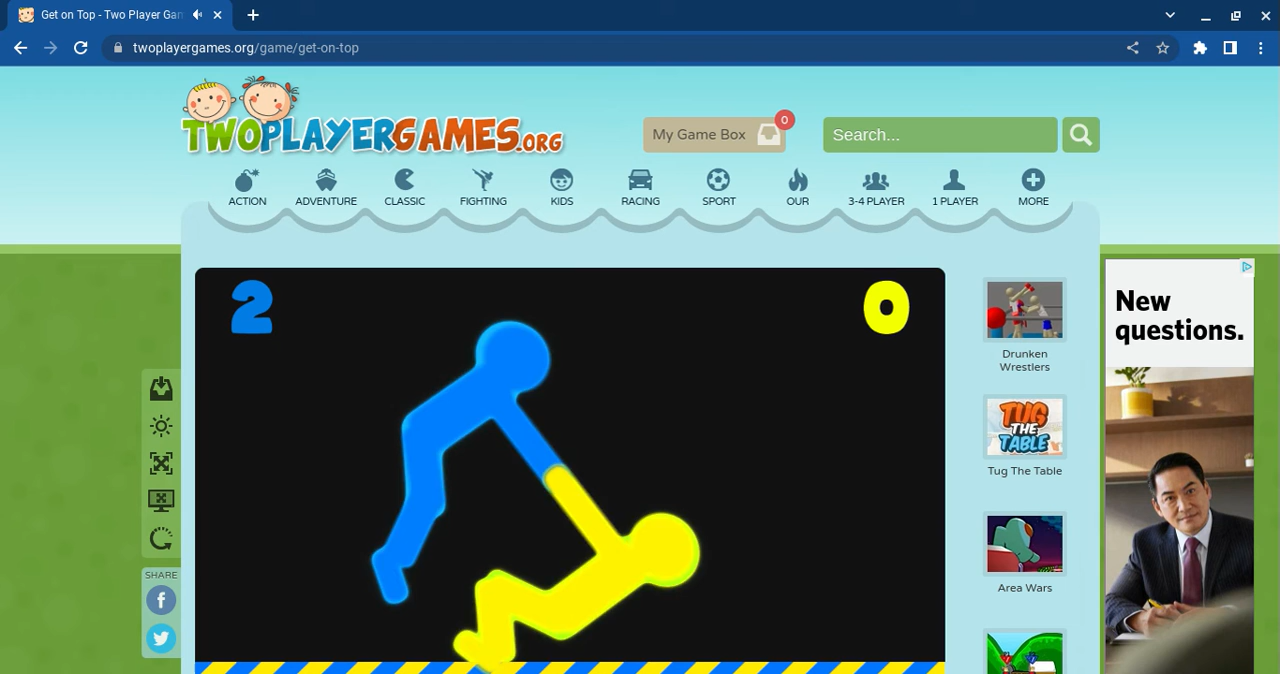 Get on Top - Two Player Gam
twoplayergames.org/game/get-on-top
TWOPLAYERGAMES.ORG
My Game Box
0
Search...
ACTION
ADVENTURE
CLASSIC
FIGHTING
KIDS
RACING
SPORT
OUR
3-4 PLAYER
1 PLAYER
MORE
2
0
Drunken
Wrestlers
TUG
THE
TABLE
Tug The Table
Area Wars
SHARE
New
questions.